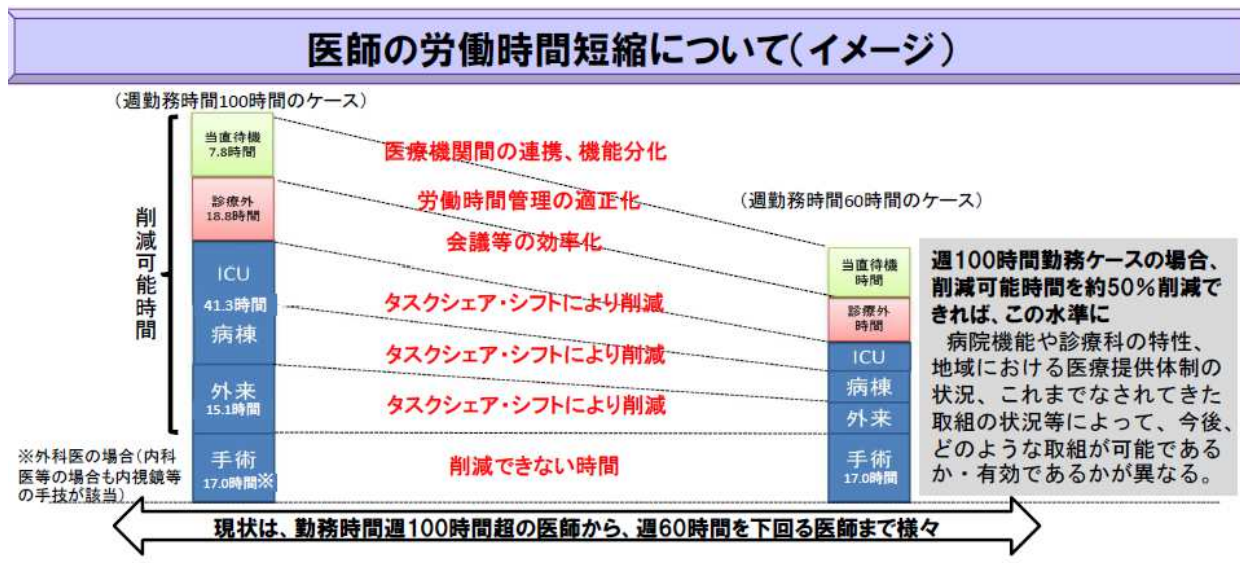 医師の労働時間短縮について(イメージ)
(週勤務時間100時間のケース)
当直待機
7.8時間
診療外
18.8時間
ICU
41.3時間
病棟
外来
15.1時間
手術
17.0時間※
削減可能時間
※外科医の場合(内科
医等の場合も内視鏡等
の手技が該当)
医療機関間の連携、機能分化
労働時間管理の適正化
会議等の効率化
タスクシェア・シフトにより削減
タスクシェア・シフトにより削減
タスクシェア・シフトにより削減
削減できない時間
(週勤務時間60時間のケース)
当直待機
時間
診療外
時間
ICU
病棟
外来
手術
17.0時間
週100時間勤務ケースの場合、
削減可能時間を約50%削減で
きれば、この水準に
病院機能や診療科の特性、
地域における医療提供体制の
状況、これまでなされてきた
取組の状況等によって、今後、
どのような取組が可能である
か・有効であるかが異なる。
現状は、勤務時間週100時間超の医師から、週60時間を下回る医師まで様々